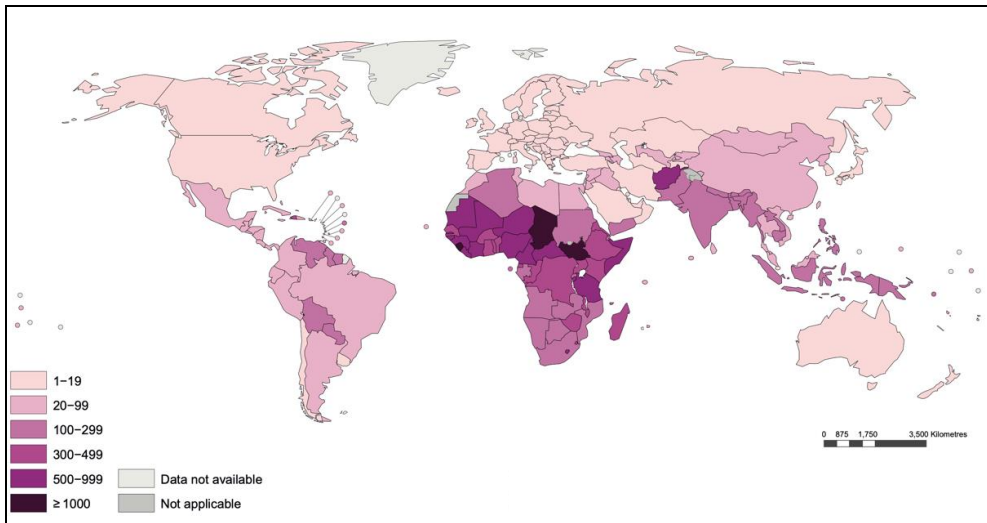 1–19
20–99
100–299
300–499
500–999
≥ 1000
Data not available
Not applicable
0 875 1,750 3,500 Kilometres